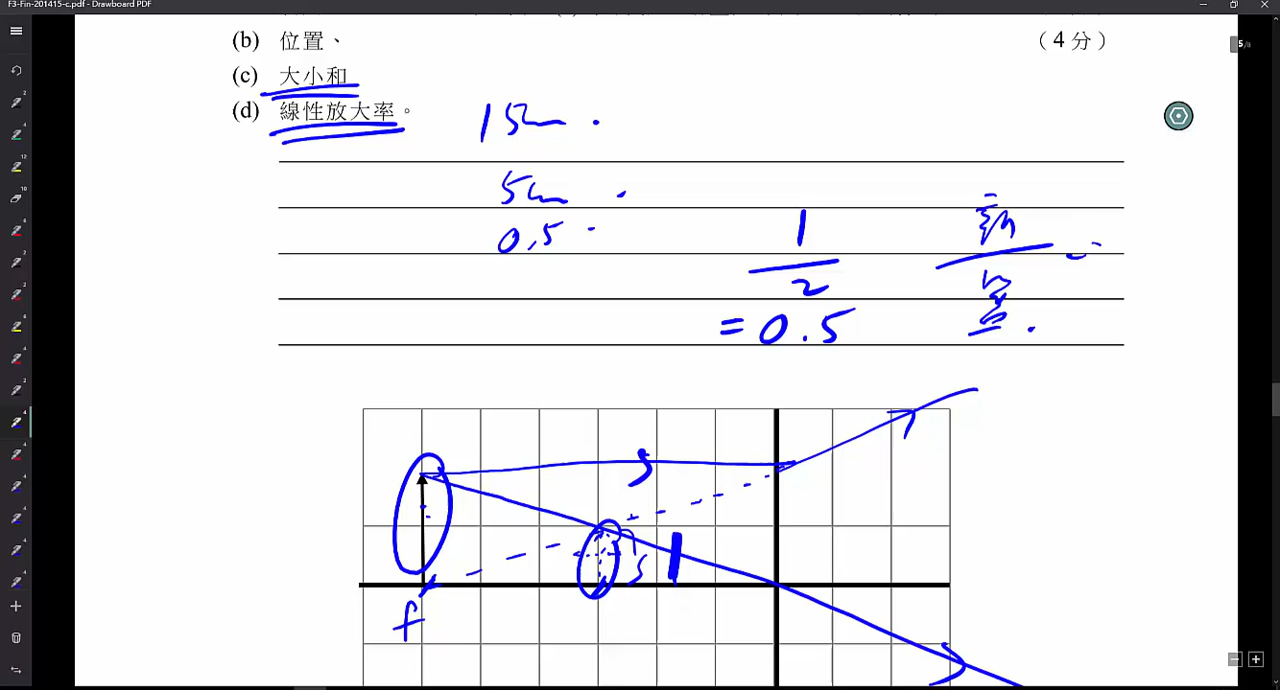 F3-Fin-201415-c.pdf - Drawboard PDF
(b) 位置、 (4 分)
(c) 大小和
(d) 線性放大率。
15cm.
5cm.
0.5
1
2
= 0.5
f